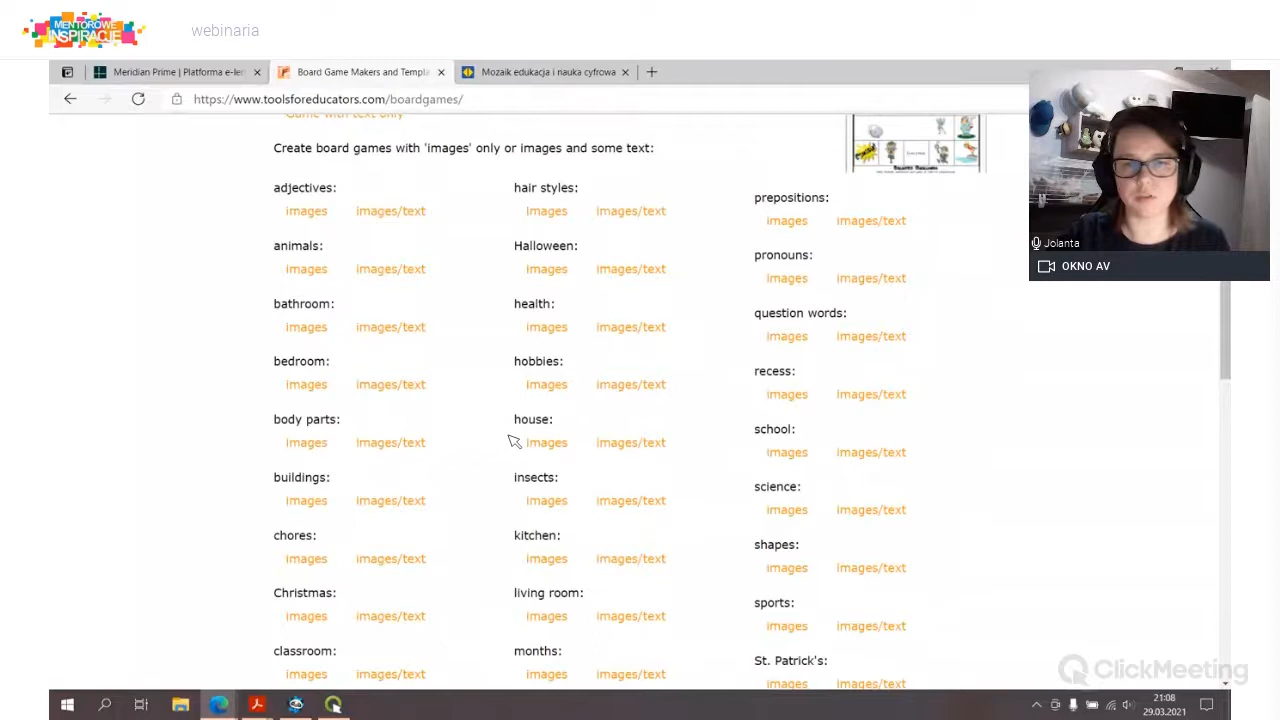 MENTOROWE
INSPIRACJE
webinaria
Meridian Prime | Platforma e-ler
Board Game Makers and Templa
Mozaik edukacja i nauka cyfrowa
https://www.toolsforeducators.com/boardgames/
Game with text only
Create board games with 'images' only or images and some text:
adjectives:
images images/text
animals:
images images/text
bathroom:
images images/text
bedroom:
images images/text
body parts:
images images/text
buildings:
images images/text
chores:
images images/text
Christmas:
images images/text
classroom:
images images/text
hair styles:
images images/text
Halloween:
images images/text
health:
images images/text
hobbies:
images images/text
house:
images images/text
insects:
images images/text
kitchen:
images images/text
living room:
images images/text
months:
images images/text
prepositions:
images images/text
pronouns:
images images/text
question words:
images images/text
recess:
images images/text
school:
images images/text
science:
images images/text
shapes:
images images/text
sports:
images images/text
St. Patrick's:
images images/text
Jolanta
OKNO AV
ClickMeeting
21:08
29.03.2021